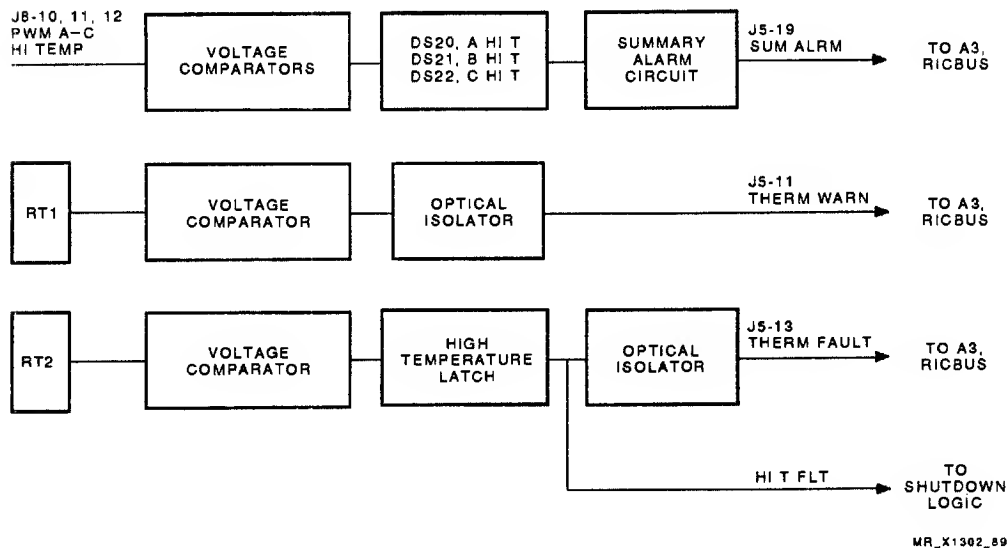 J8-10, 11, 12
PWM A-C
HI TEMP
VOLTAGE
COMPARATORS
DS20, A HI T
DS21, B HI T
DS22, C HI T
SUMMARY
ALARM
CIRCUIT
J5-19
SUM ALRM
TO A3,
RICBUS
RT1
VOLTAGE
COMPARATOR
OPTICAL
ISOLATOR
J5-11
THERM WARN
TO A3,
RICBUS
RT2
VOLTAGE
COMPARATOR
HIGH
TEMPERATURE
LATCH
OPTICAL
ISOLATOR
J5-13
THERM FAULT
TO A3,
RICBUS
HI T FLT
TO
SHUTDOWN
LOGIC
MR_X1302_89